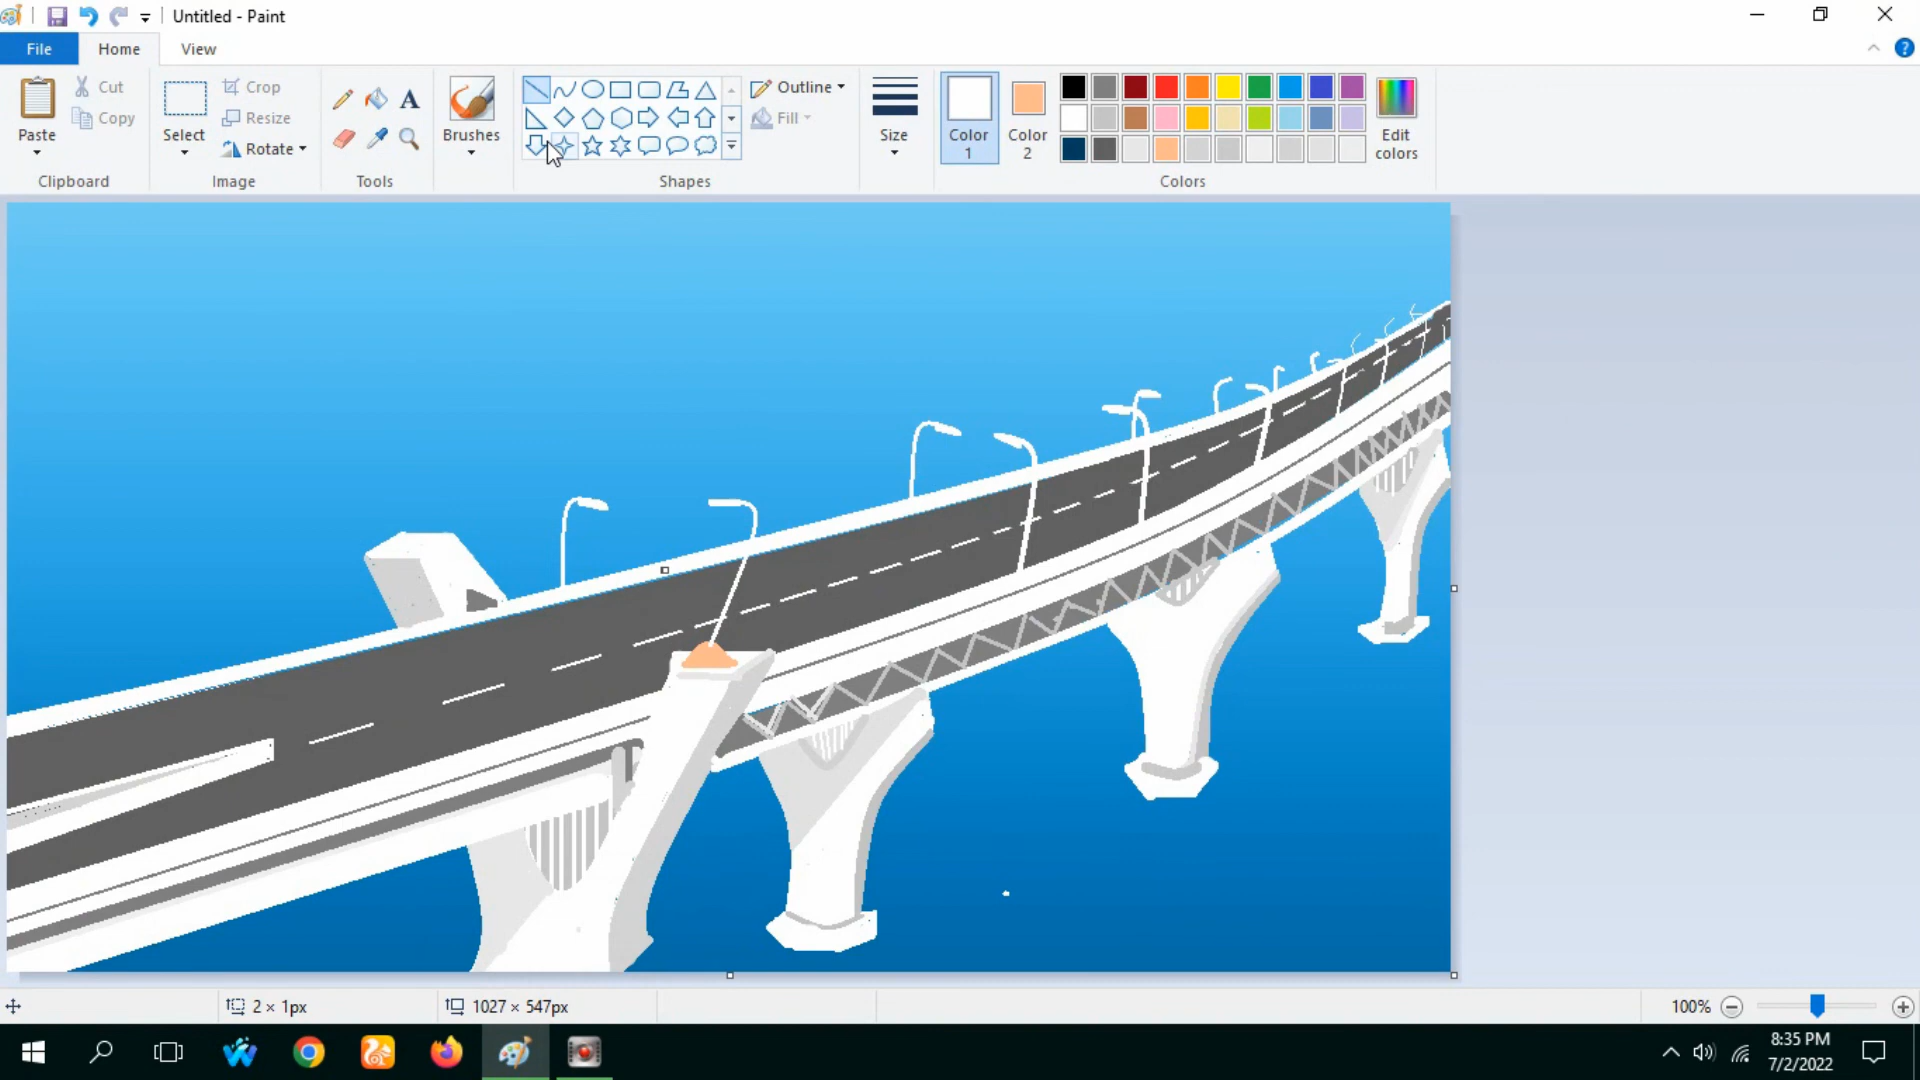 Untitled - Paint
File Home View
Paste
Cut
Copy
Clipboard
Select
Crop
Resize
Rotate
Image
A
Tools
Brushes
Shapes
Outline
Fill
Size
Color 1
Color 2
Edit colors
Colors
2 × 1px
1027 × 547px
100%
8:35 PM
7/2/2022